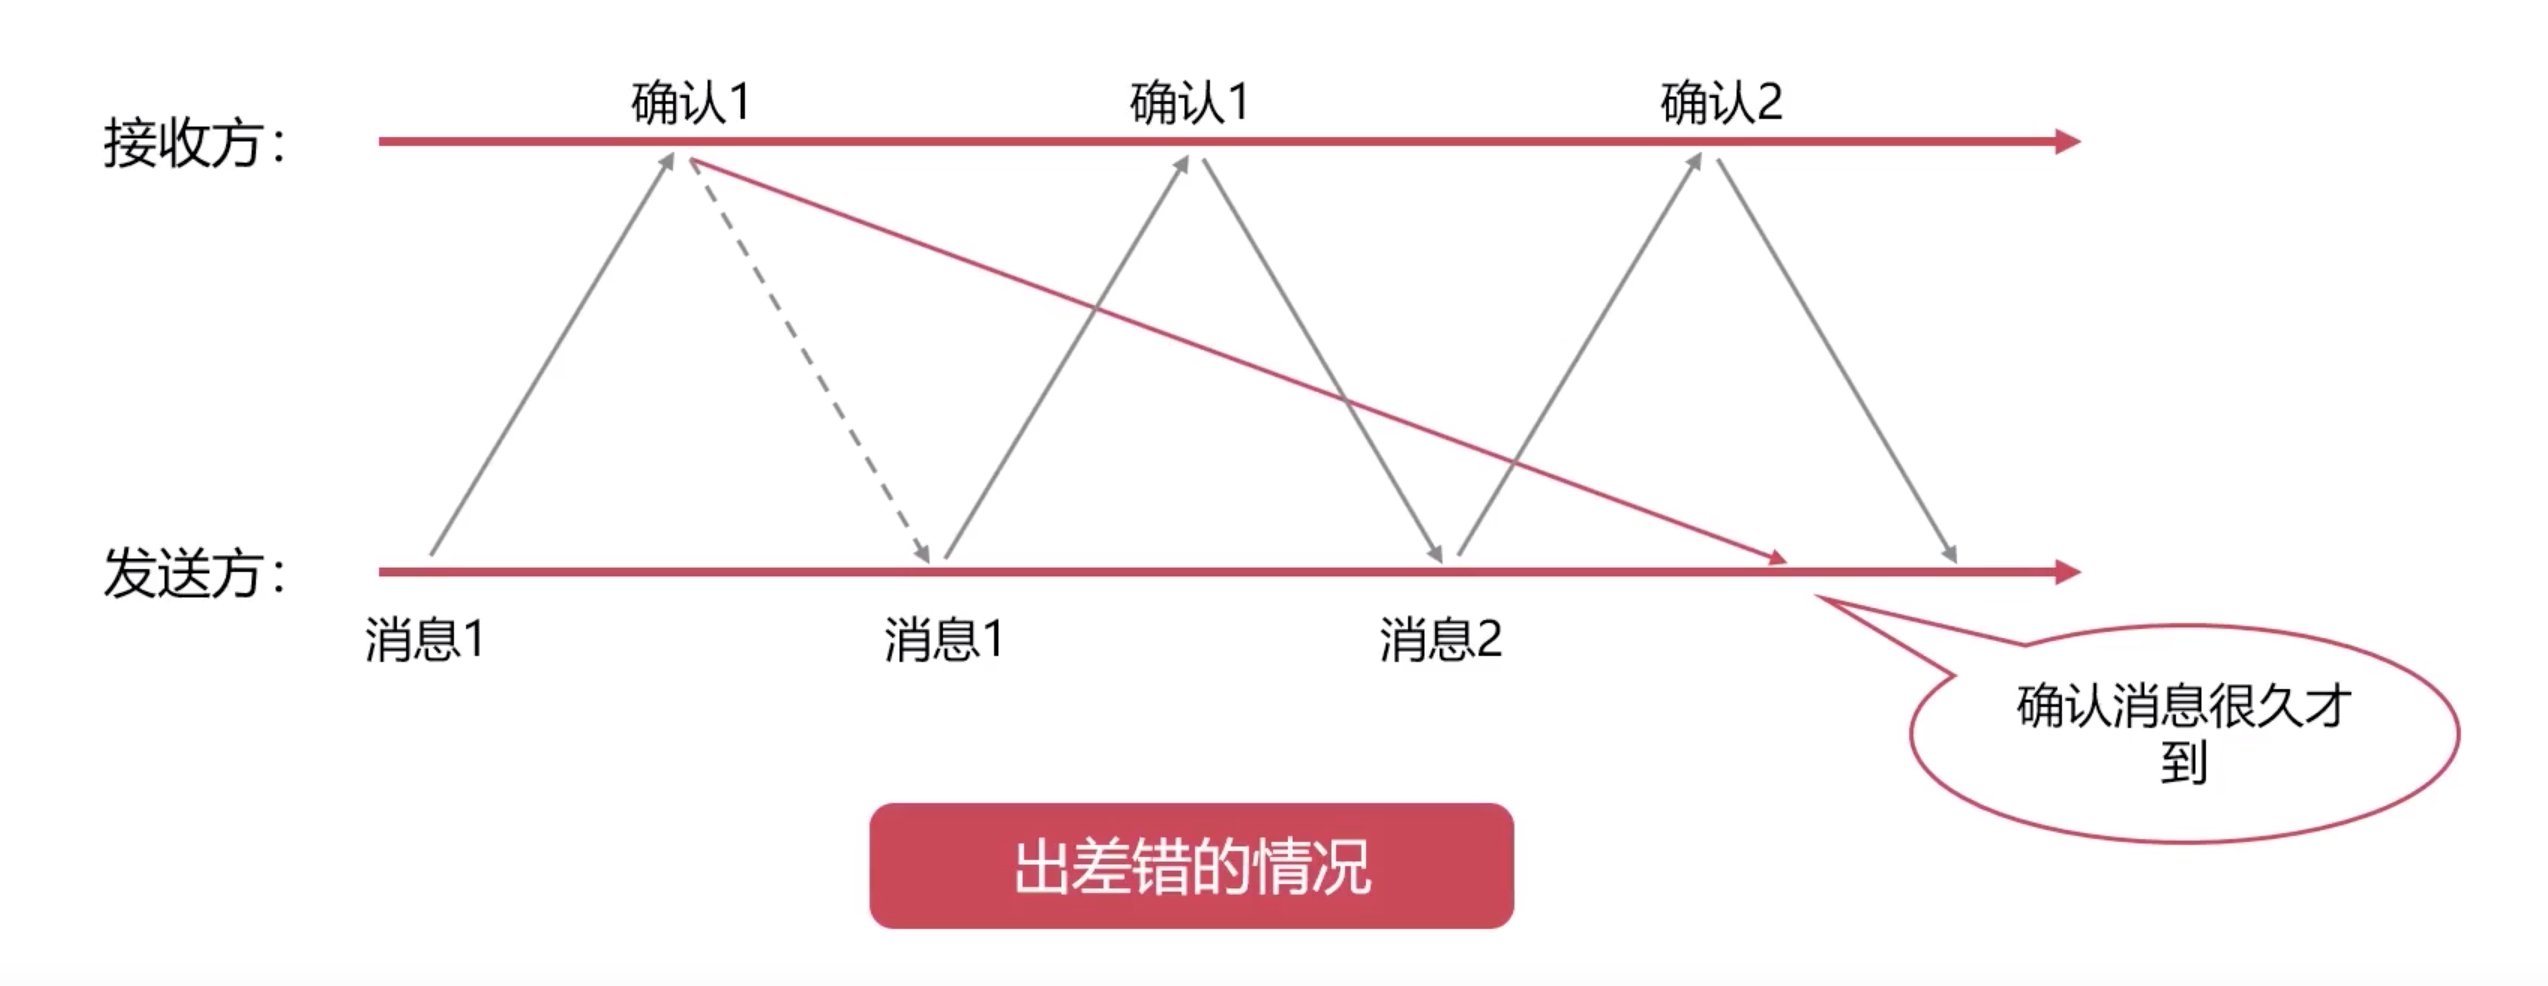 确认1
确认1
确认2
接收方：
发送方：
消息1
消息1
消息2
确认消息很久才
到
出差错的情况